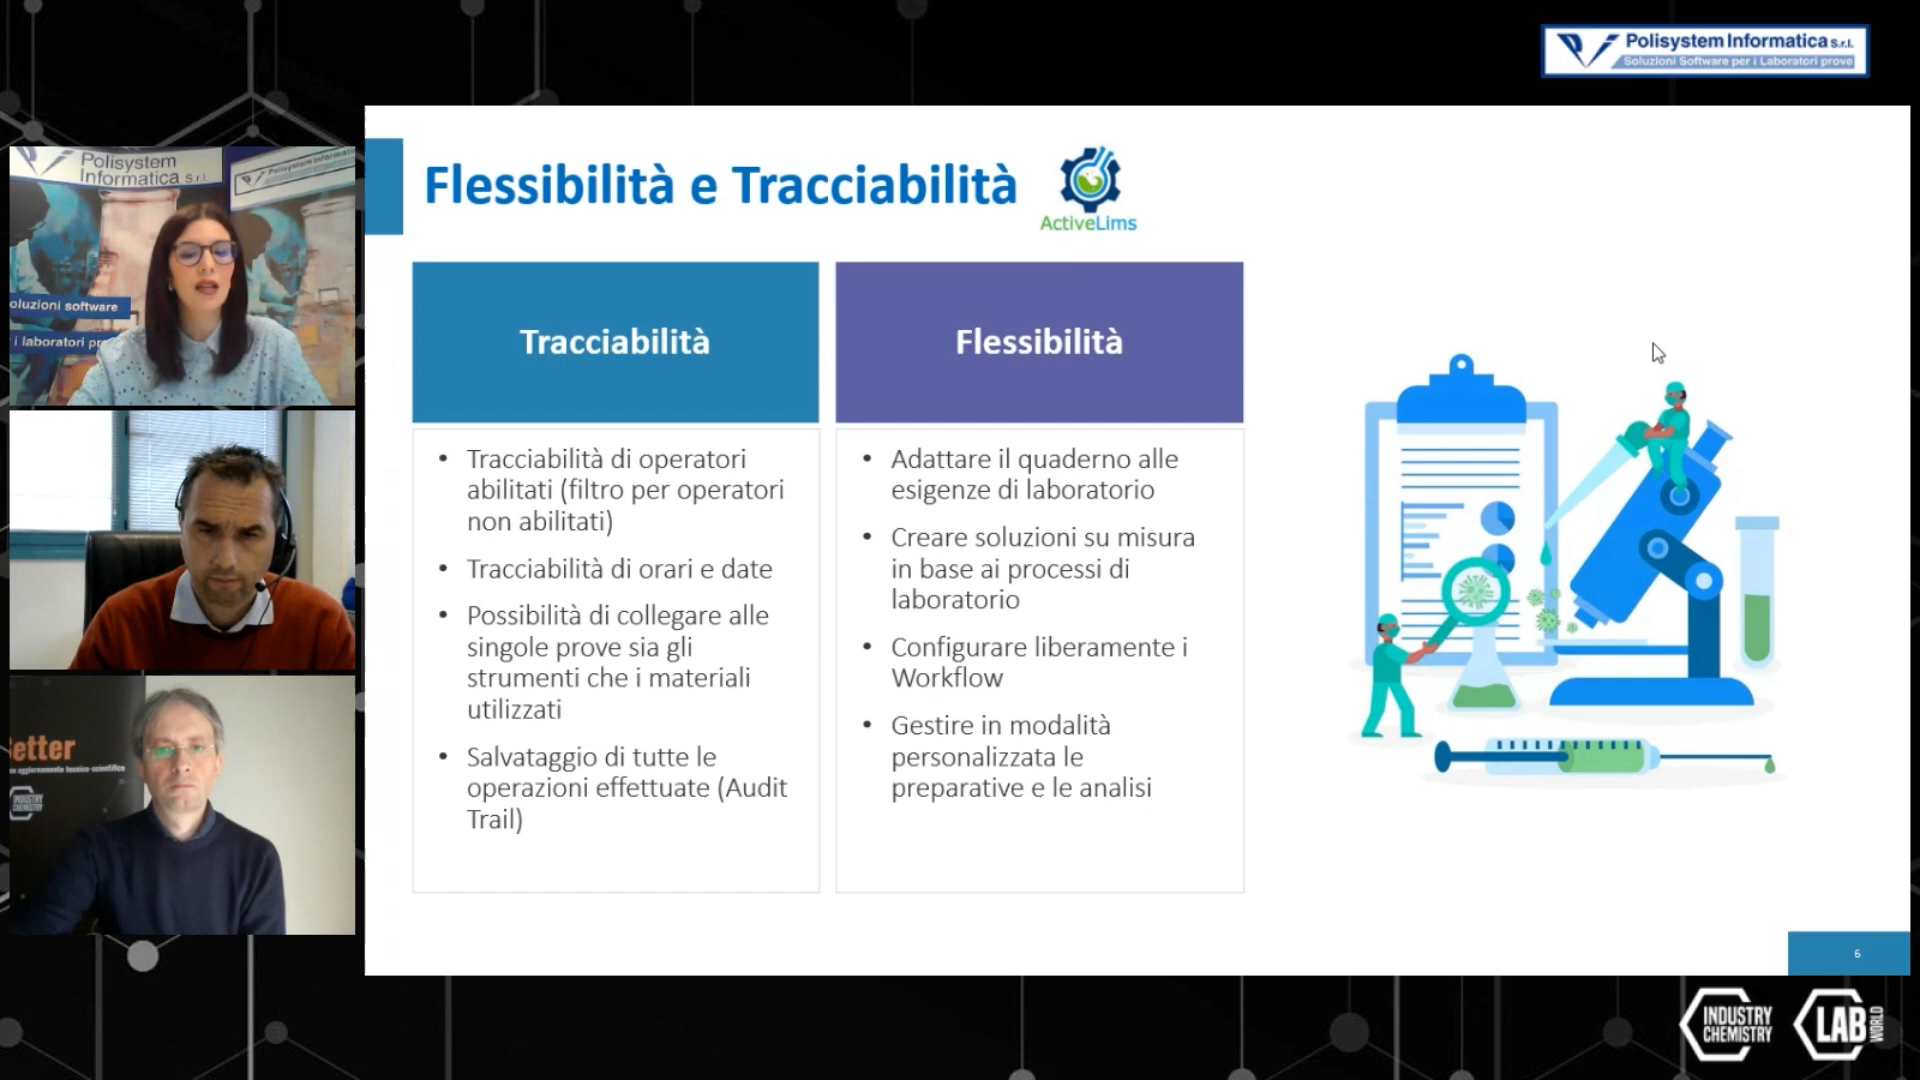 Polisystem Informatica s.r.l.
Soluzioni Software per i Laboratori prove
Polisystem
Informatica s.r.l.
Polisystem Informatica
oluzioni software
i laboratori pr
etter
INDUSTRY
CHEMISTRY
Flessibilità e Tracciabilità
ActiveLims
Tracciabilità
• Tracciabilità di operatori
abilitati (filtro per operatori
non abilitati)
• Tracciabilità di orari e date
• Possibilità di collegare alle
singole prove sia gli
strumenti che i materiali
utilizzati
• Salvataggio di tutte le
operazioni effettuate (Audit
Trail)
Flessibilità
• Adattare il quaderno alle
esigenze di laboratorio
• Creare soluzioni su misura
in base ai processi di
laboratorio
• Configurare liberamente i
Workflow
• Gestire in modalità
personalizzata le
preparative e le analisi
6
INDUSTRY
CHEMISTRY
LAB
WORLD